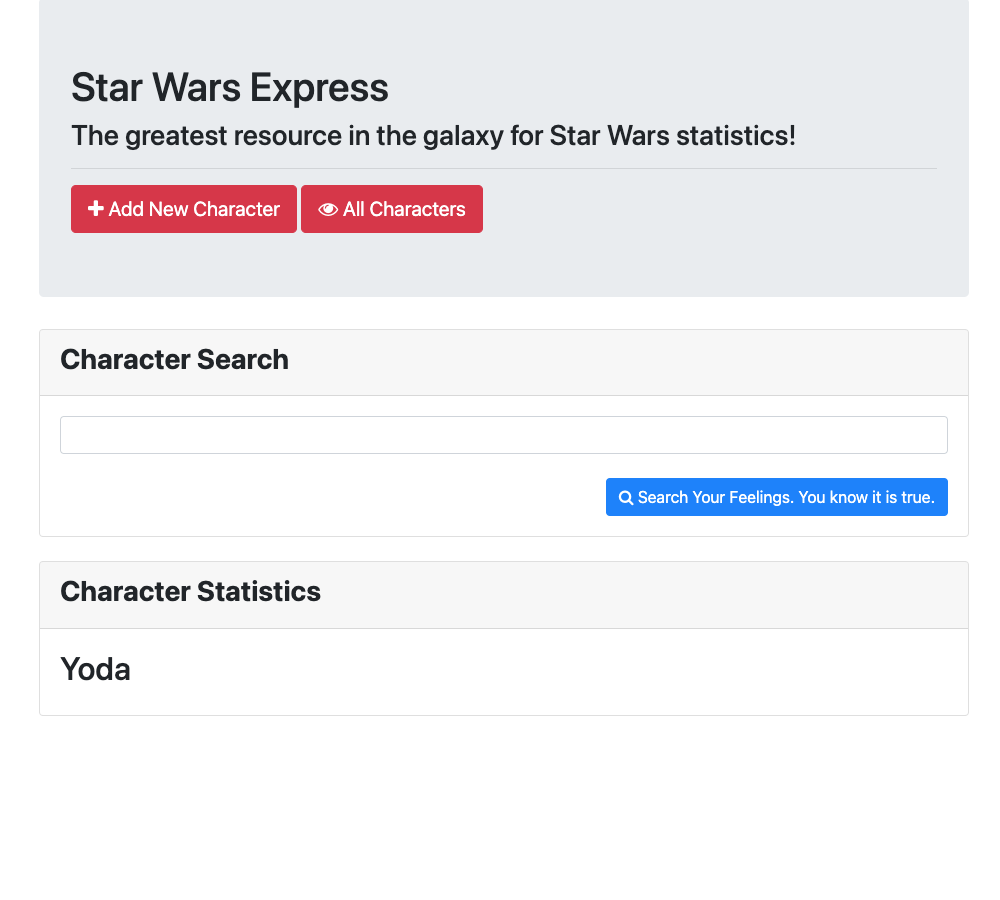 Star Wars Express
The greatest resource in the galaxy for Star Wars statistics!
Add New Character
All Characters
Character Search
Search Your Feelings. You know it is true.
Character Statistics
Yoda